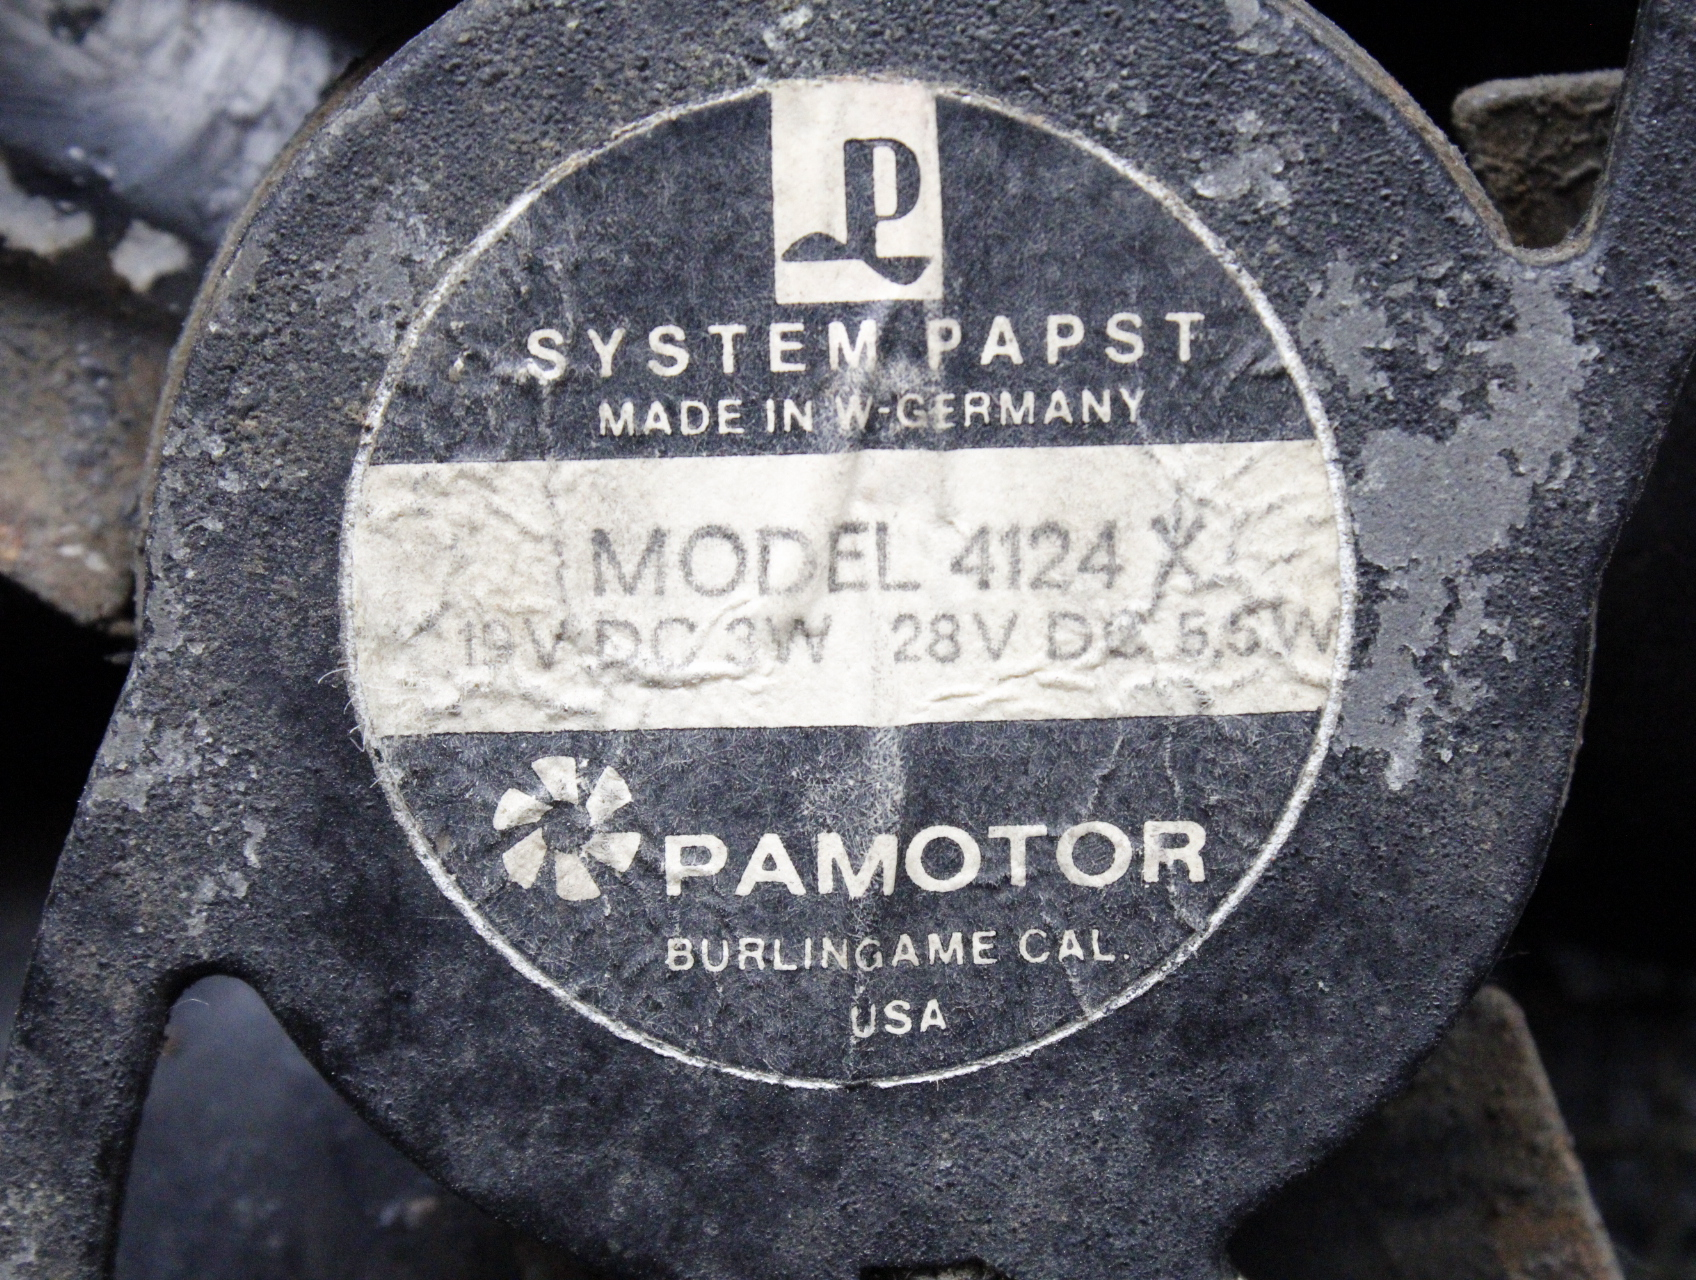 SYSTEM PAPST
MADE IN W-GERMANY
MODEL 4124 X
19V DC 3W 28V DC 5,5W
PAMOTOR
BURLINGAME CAL.
USA